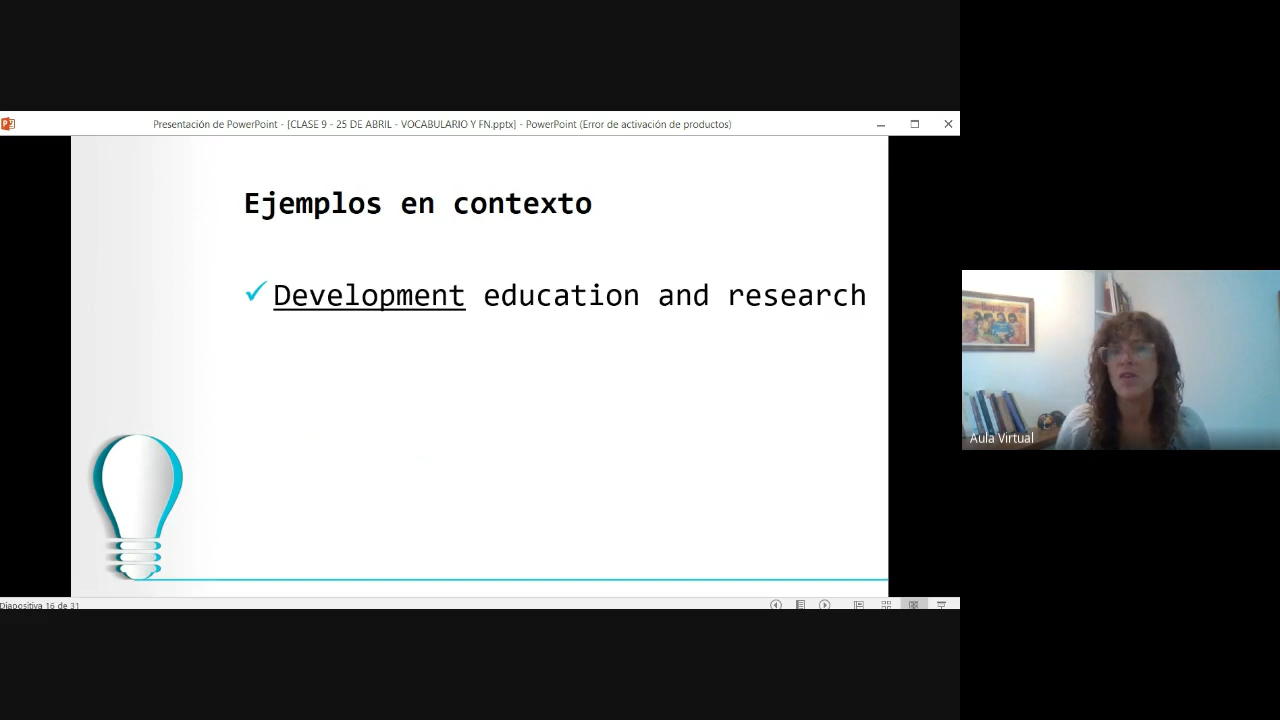 Presentación de PowerPoint - [CLASE 9 - 25 DE ABRIL - VOCABULARIO Y FN.pptx] - PowerPoint (Error de activación de productos)
Ejemplos en contexto
✓ Development education and research
Aula Virtual
Diapositiva 16 de 31